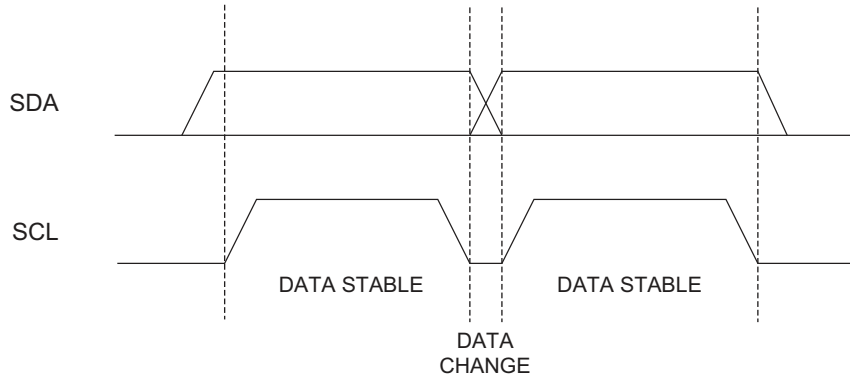 SDA
SCL
DATA STABLE DATA STABLE
DATA
CHANGE